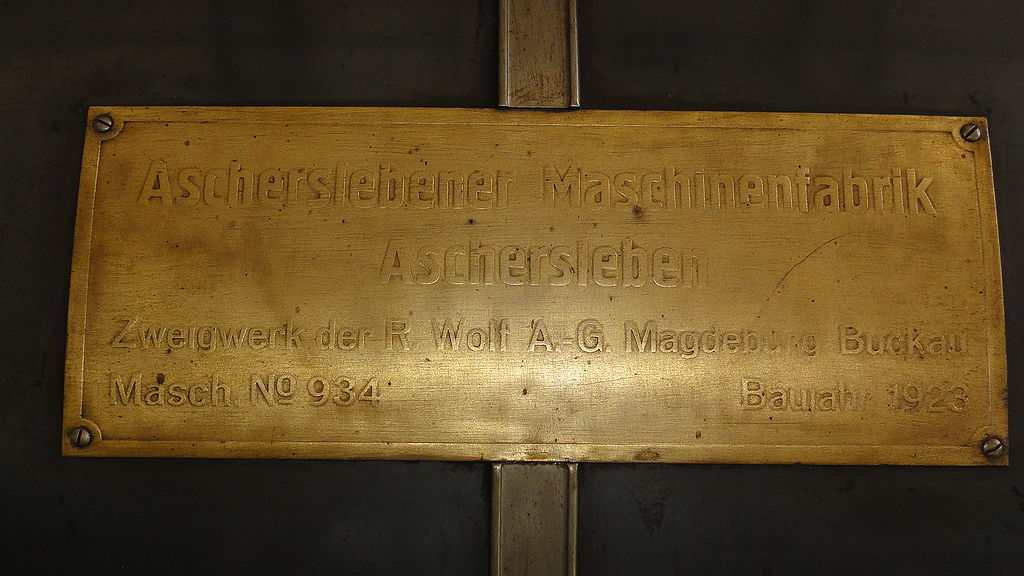 Ascherslebener Maschinenfabrik
Aschersleben
Zweigwerk der R. Wolf A.-G. Magdeburg Buckau
Masch. Nº 934 Baujahr 1923